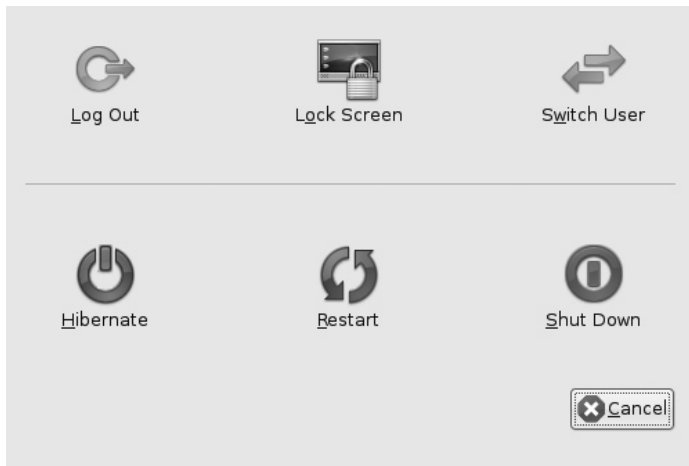 Log Out
Lock Screen
Switch User
Hibernate
Restart
Shut Down
Cancel